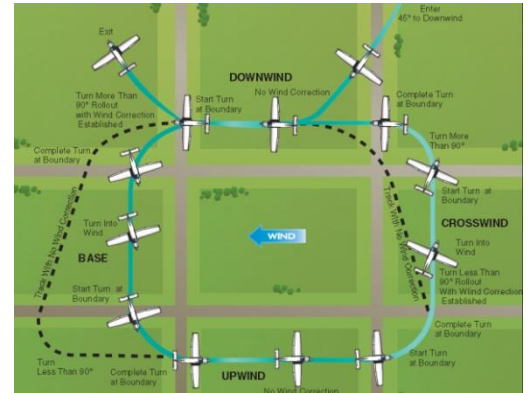 Exit
Enter
45° to Downwind
Turn More Than
90° Rollout
with Wind Correction
Established
Start Turn
at Boundary
DOWNWIND
No Wind Correction
Complete Turn
at Boundary
Turn More
Than 90°
Complete Turn
at Boundary
Start Turn at
Boundary
Track With No Wind Correction
Track With No Wind Correction
Turn Into
Wind
BASE
WIND
CROSSWIND
Turn Into
Wind
Turn Less Than
90° Rollout
With Wind Correction
Established
Start Turn at
Boundary
Complete Turn
at Boundary
Turn
Less Than 90°
Complete Turn
at Boundary
UPWIND
No Wind Correction
Start Turn
at Boundary